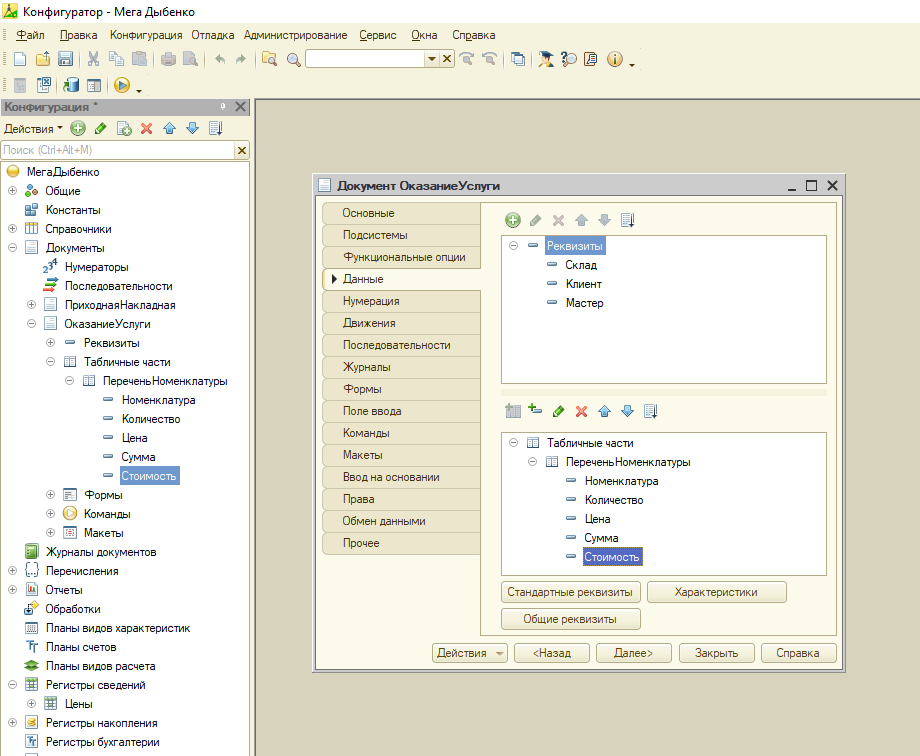 Конфигуратор - Мега Дыбенко
Файл Правка Конфигурация Отладка Администрирование Сервис Окна Справка
Конфигурация *
Действия
Поиск (Ctrl+Alt+M)
МегаДыбенко
Общие
Константы
Справочники
Документы
Нумераторы
Последовательности
ПриходнаяНакладная
ОказаниеУслуги
Реквизиты
Табличные части
ПереченьНоменклатуры
Номенклатура
Количество
Цена
Сумма
Стоимость
Формы
Команды
Макеты
Журналы документов
Перечисления
Отчеты
Обработки
Планы видов характеристик
Планы счетов
Планы видов расчета
Регистры сведений
Цены
Регистры накопления
Регистры бухгалтерии
Документ ОказаниеУслуги
Основные
Подсистемы
Функциональные опции
Данные
Нумерация
Движения
Последовательности
Журналы
Формы
Поле ввода
Команды
Макеты
Ввод на основании
Права
Обмен данными
Прочее
Реквизиты
Склад
Клиент
Мастер
Табличные части
ПереченьНоменклатуры
Номенклатура
Количество
Цена
Сумма
Стоимость
Стандартные реквизиты Характеристики
Общие реквизиты
Действия <Назад Далее> Закрыть Справка